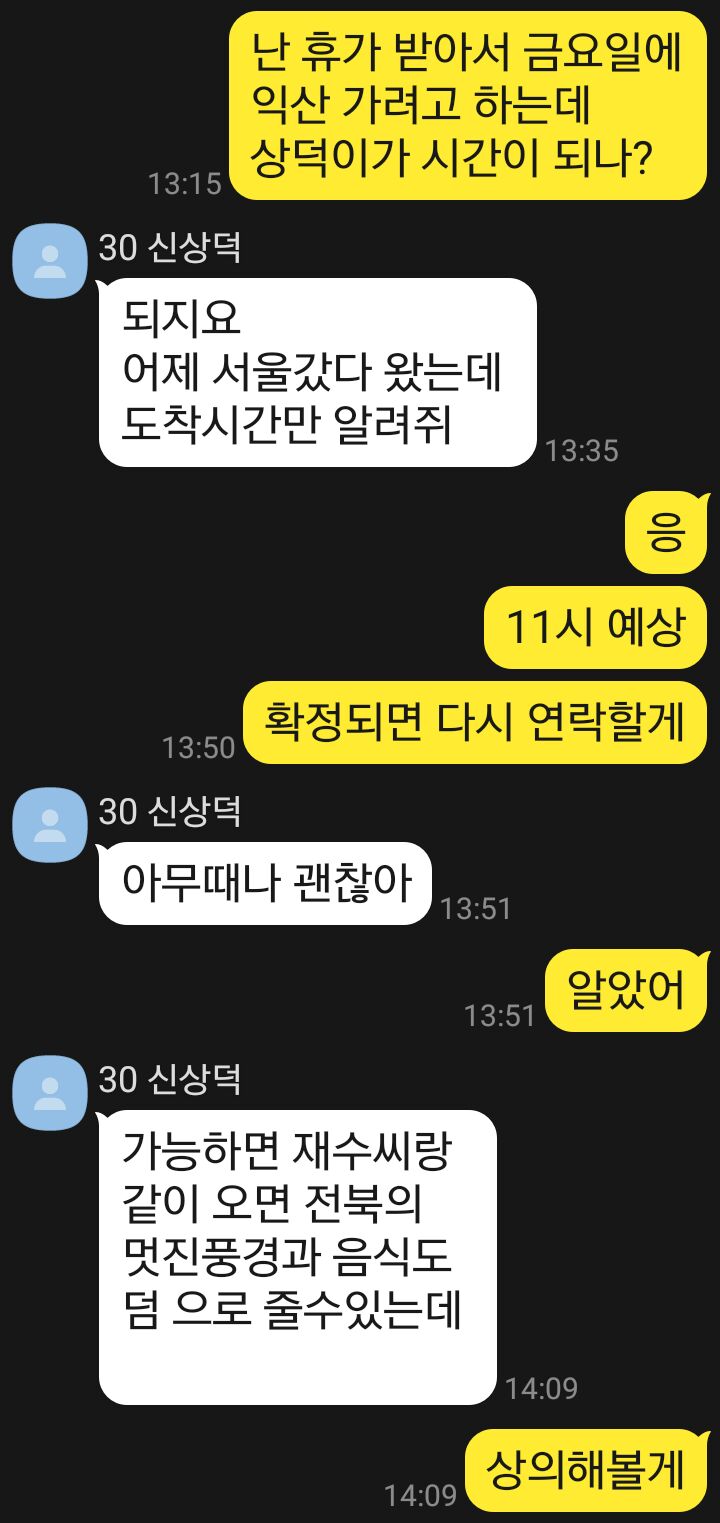 난 휴가 받아서 금요일에
익산 가려고 하는데
상덕이가 시간이 되나?
13:15
30 신상덕
되지요
어제 서울갔다 왔는데
도착시간만 알려쥐
13:35
응
11시 예상
확정되면 다시 연락할게
13:50
30 신상덕
아무때나 괜찮아
13:51
알았어
13:51
30 신상덕
가능하면 재수씨랑
같이 오면 전북의
멋진풍경과 음식도
덤 으로 줄수있는데
14:09
상의해볼게
14:09